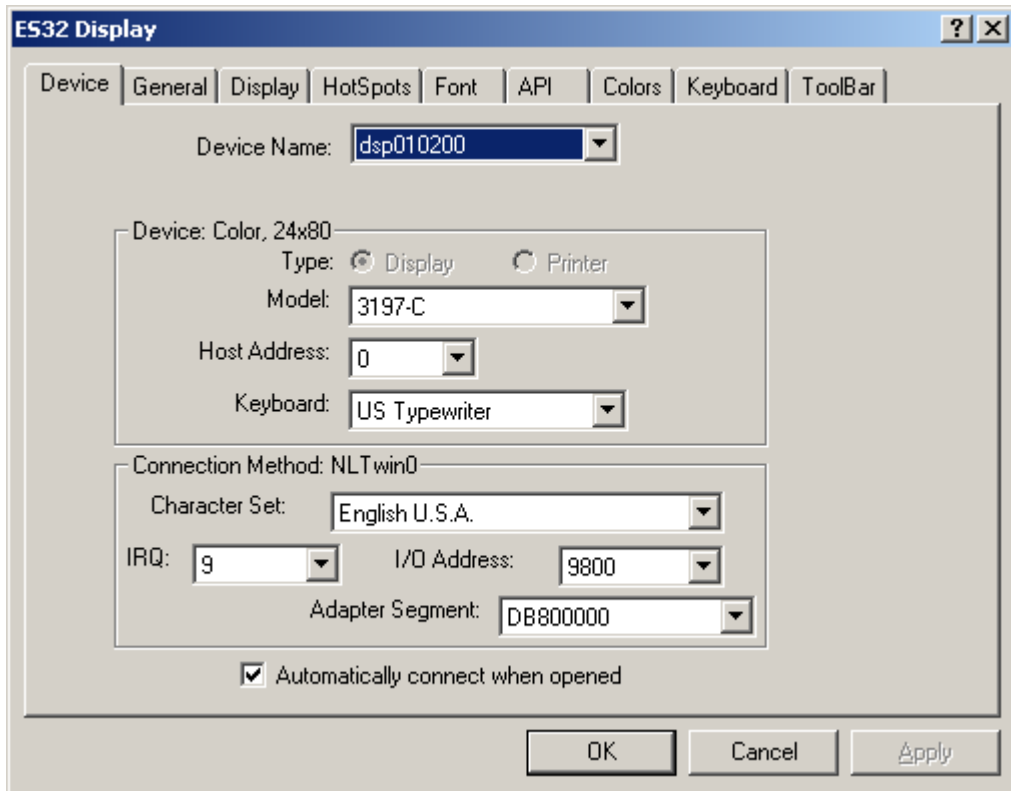 ES32 Display
Device General Display HotSpots Font API Colors Keyboard ToolBar
Device Name: dsp010200
Device: Color, 24x80
Type: Display Printer
Model: 3197-C
Host Address: 0
Keyboard: US Typewriter
Connection Method: NLTwin0
Character Set: English U.S.A.
IRQ: 9 I/O Address: 9800
Adapter Segment: DB800000
Automatically connect when opened
OK Cancel Apply